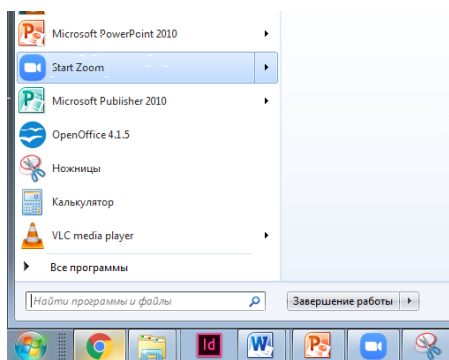 Microsoft PowerPoint 2010
Start Zoom
Microsoft Publisher 2010
OpenOffice 4.1.5
Ножницы
Калькулятор
VLC media player
Все программы
Найти программы и файлы
Завершение работы
Id
W
P